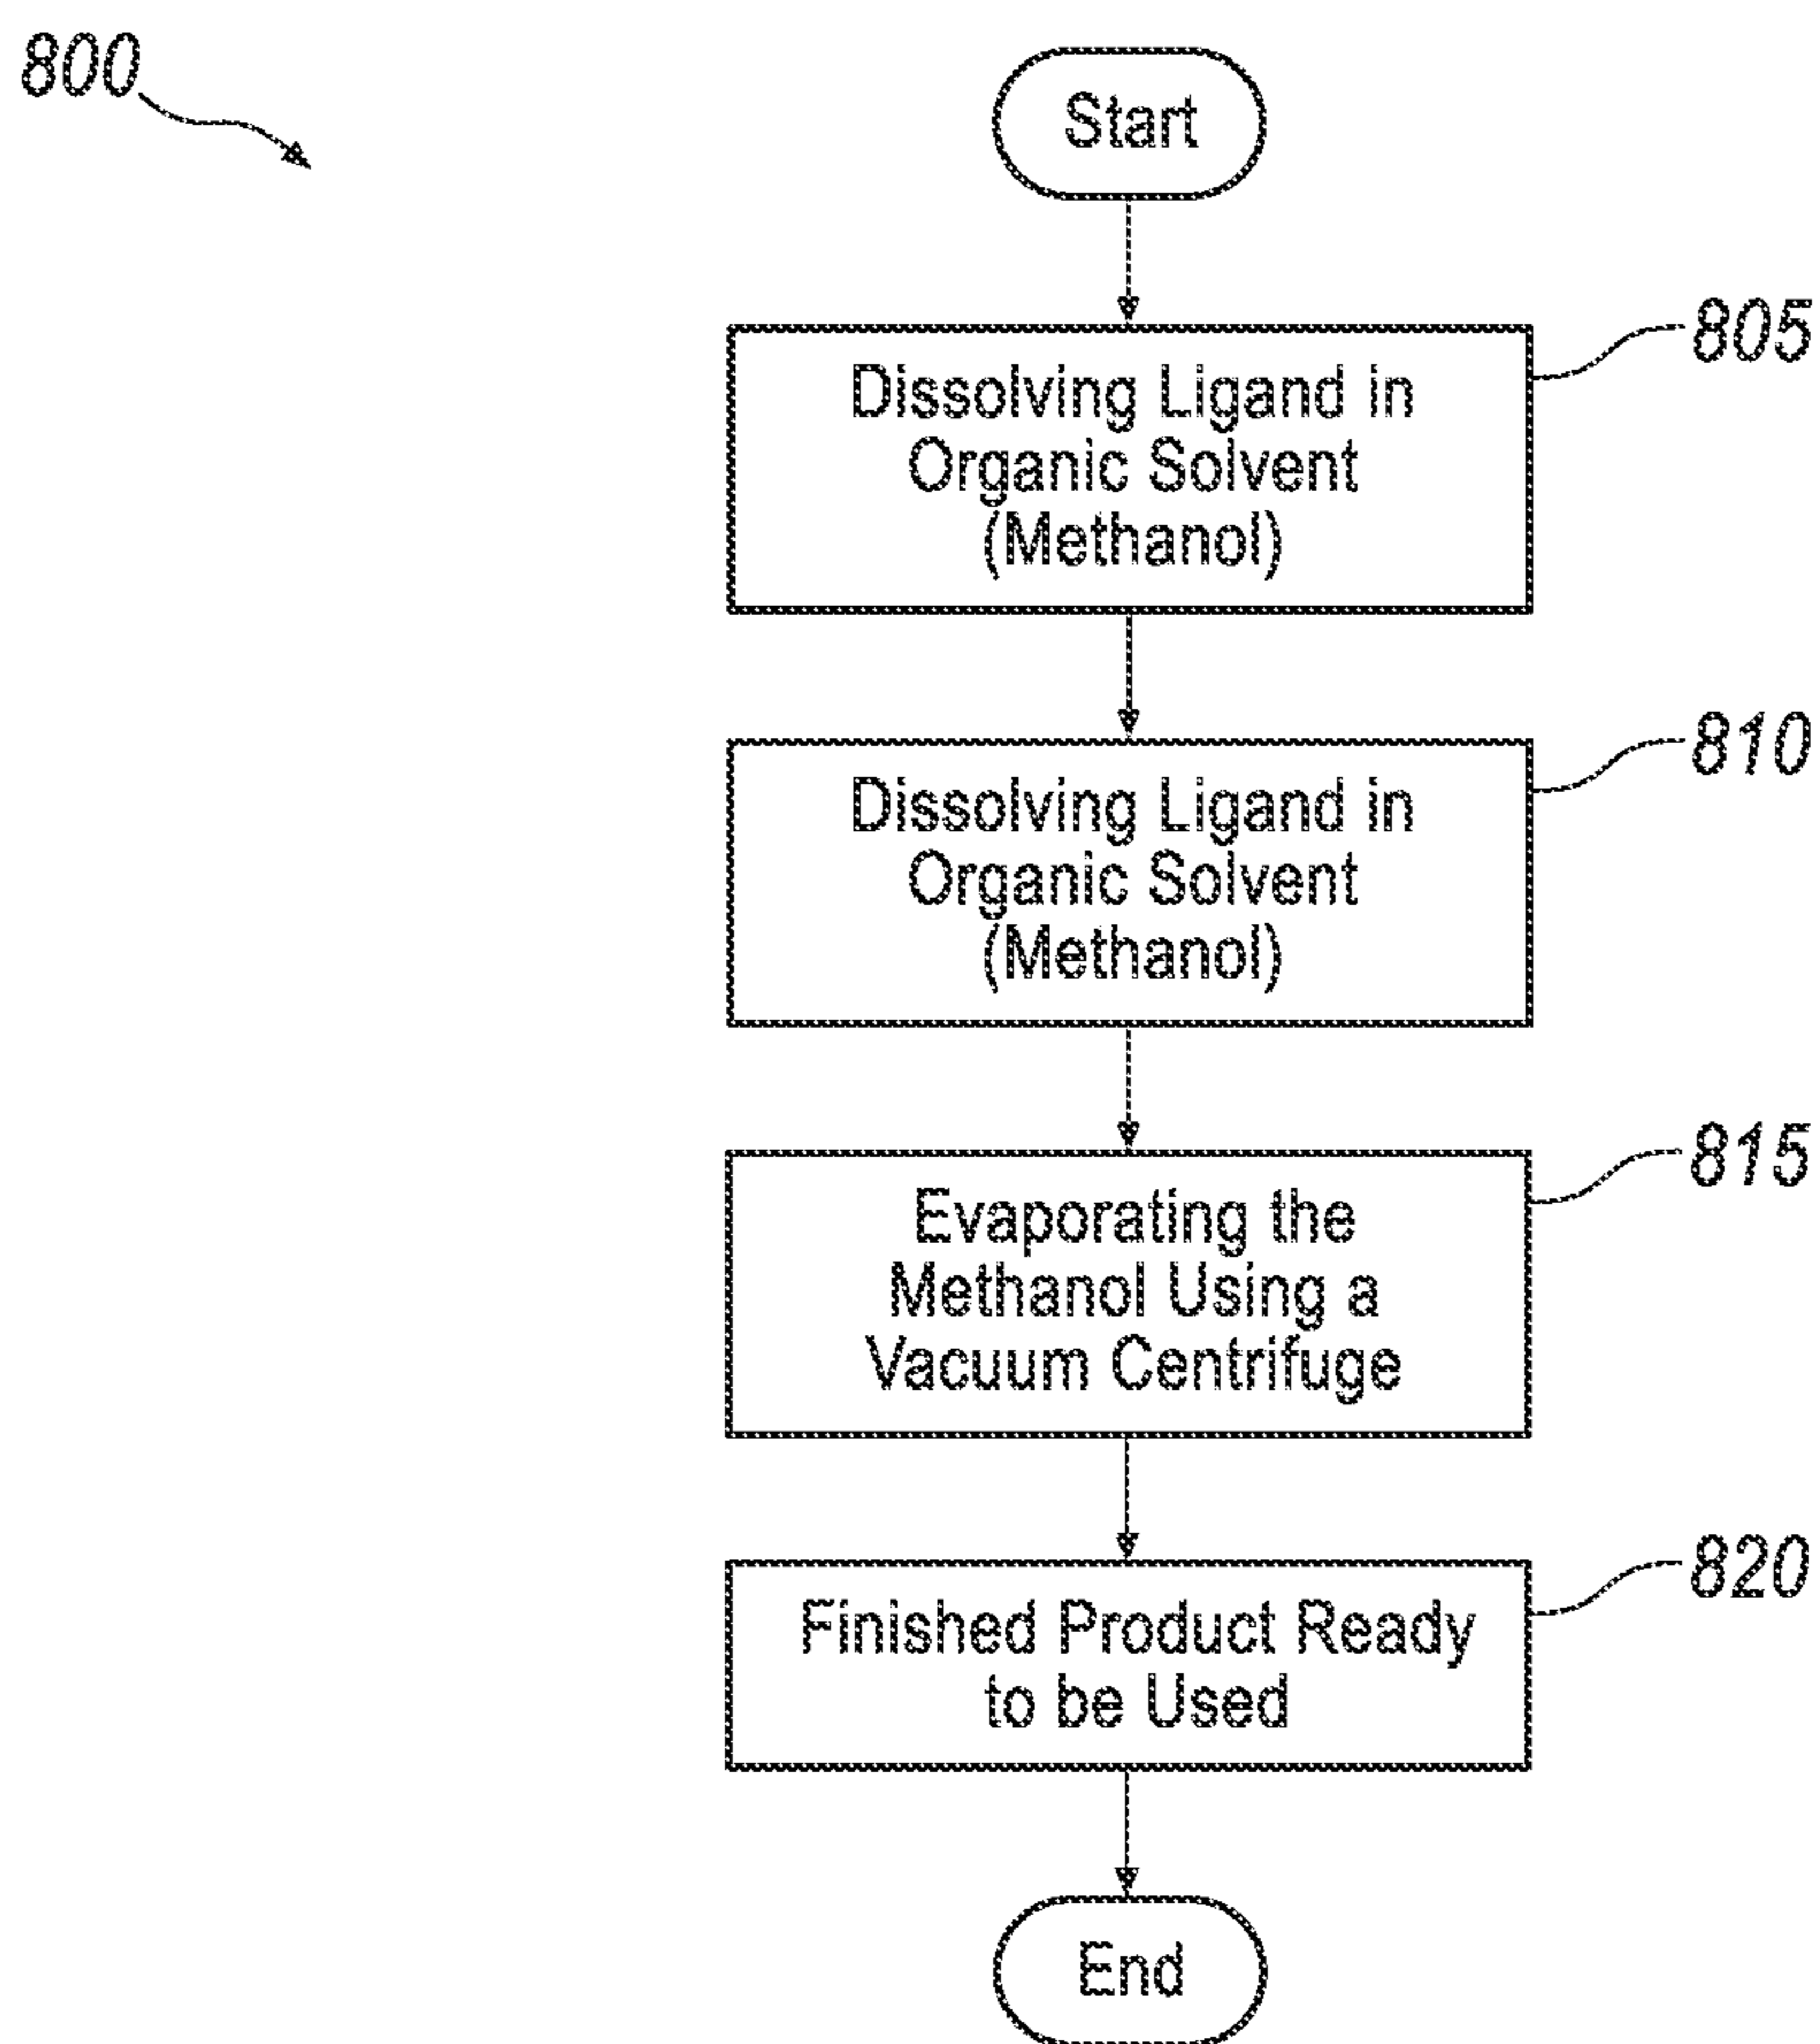 800
Start
805
Dissolving Ligand in
Organic Solvent
(Methanol)
810
Dissolving Ligand in
Organic Solvent
(Methanol)
815
Evaporating the
Methanol Using a
Vacuum Centrifuge
820
Finished Product Ready
to be Used
End